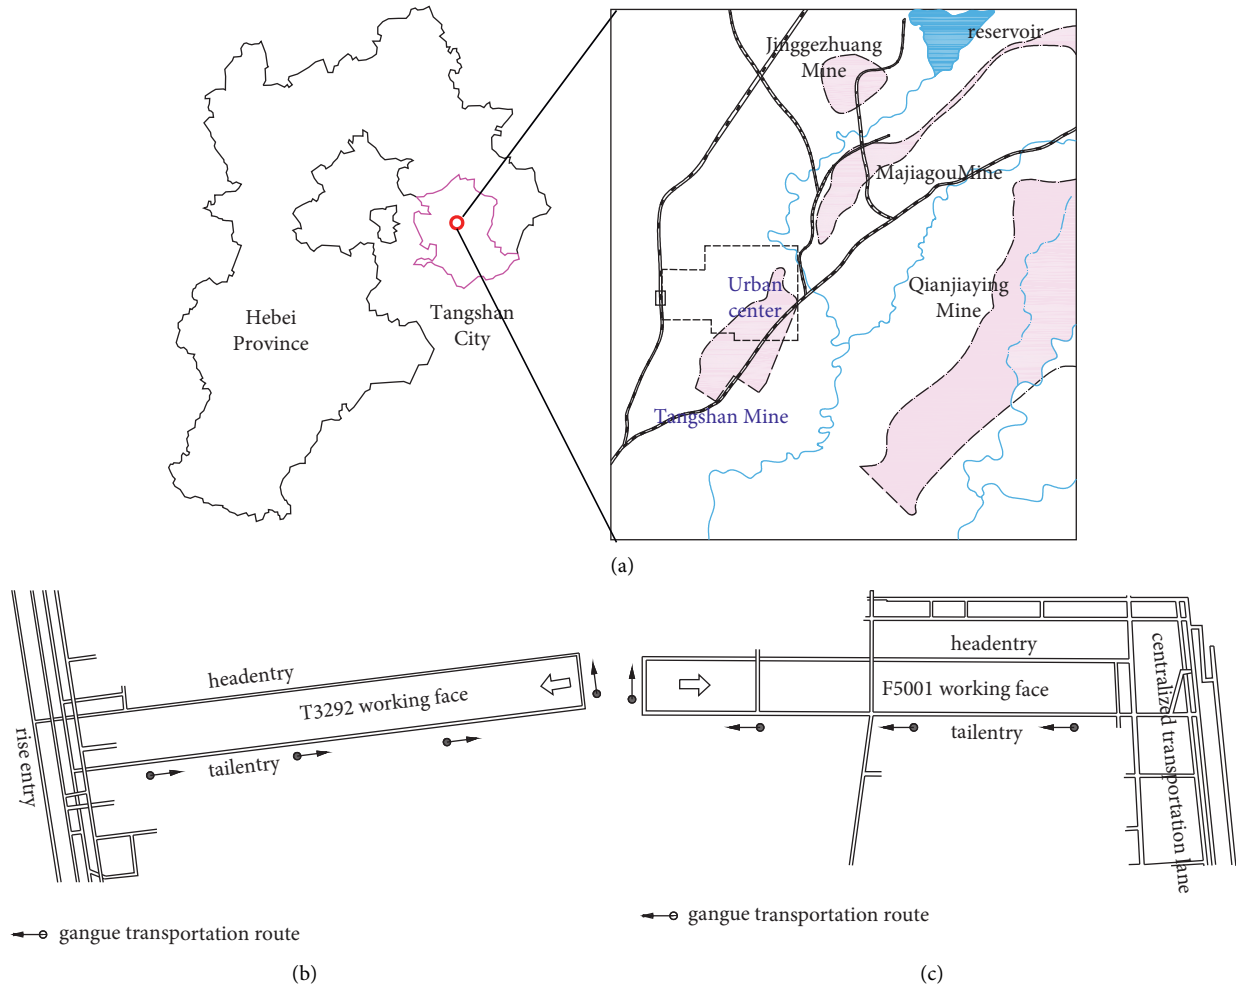 Hebei
Province
Tangshan
City
Jinggezhuang
Mine
reservoir
MajiagouMine
Urban
center
Qianjiaying
Mine
Tangshan Mine
(a)
headentry
T3292 working face
tailentry
rise entry
gangue transportation route
(b)
headentry
F5001 working face
tailentry
centralized transportation lane
gangue transportation route
(c)